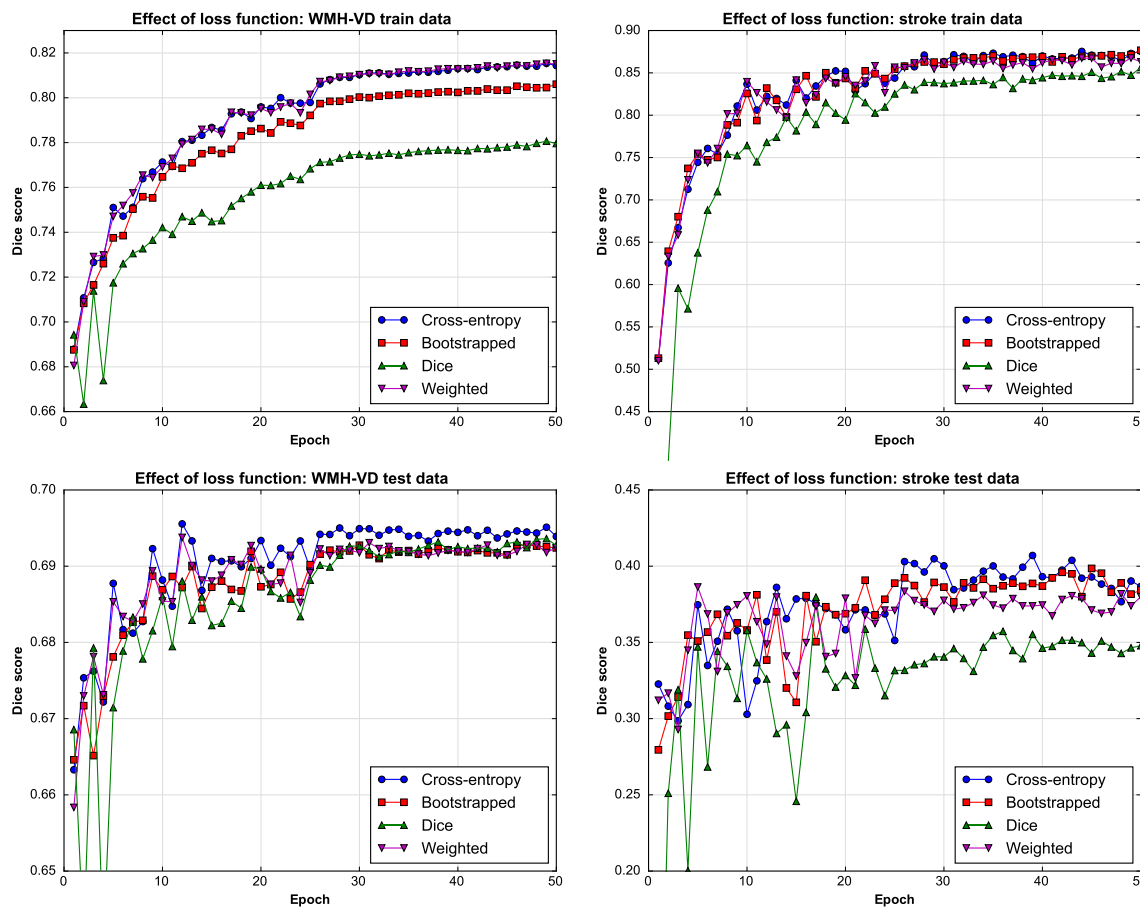 Effect of loss function: WMH-VD train data
Dice score
0.82
0.80
0.78
0.76
0.74
0.72
0.70
0.68
0.66
0 10 20 30 40 50
Epoch
Cross-entropy
Bootstrapped
Dice
Weighted
Effect of loss function: stroke train data
Dice score
0.90
0.85
0.80
0.75
0.70
0.65
0.60
0.55
0.50
0.45
0 10 20 30 40 50
Epoch
Cross-entropy
Bootstrapped
Dice
Weighted
Effect of loss function: WMH-VD test data
Dice score
0.70
0.69
0.68
0.67
0.66
0.65
0 10 20 30 40 50
Epoch
Cross-entropy
Bootstrapped
Dice
Weighted
Effect of loss function: stroke test data
Dice score
0.45
0.40
0.35
0.30
0.25
0.20
0 10 20 30 40 50
Epoch
Cross-entropy
Bootstrapped
Dice
Weighted